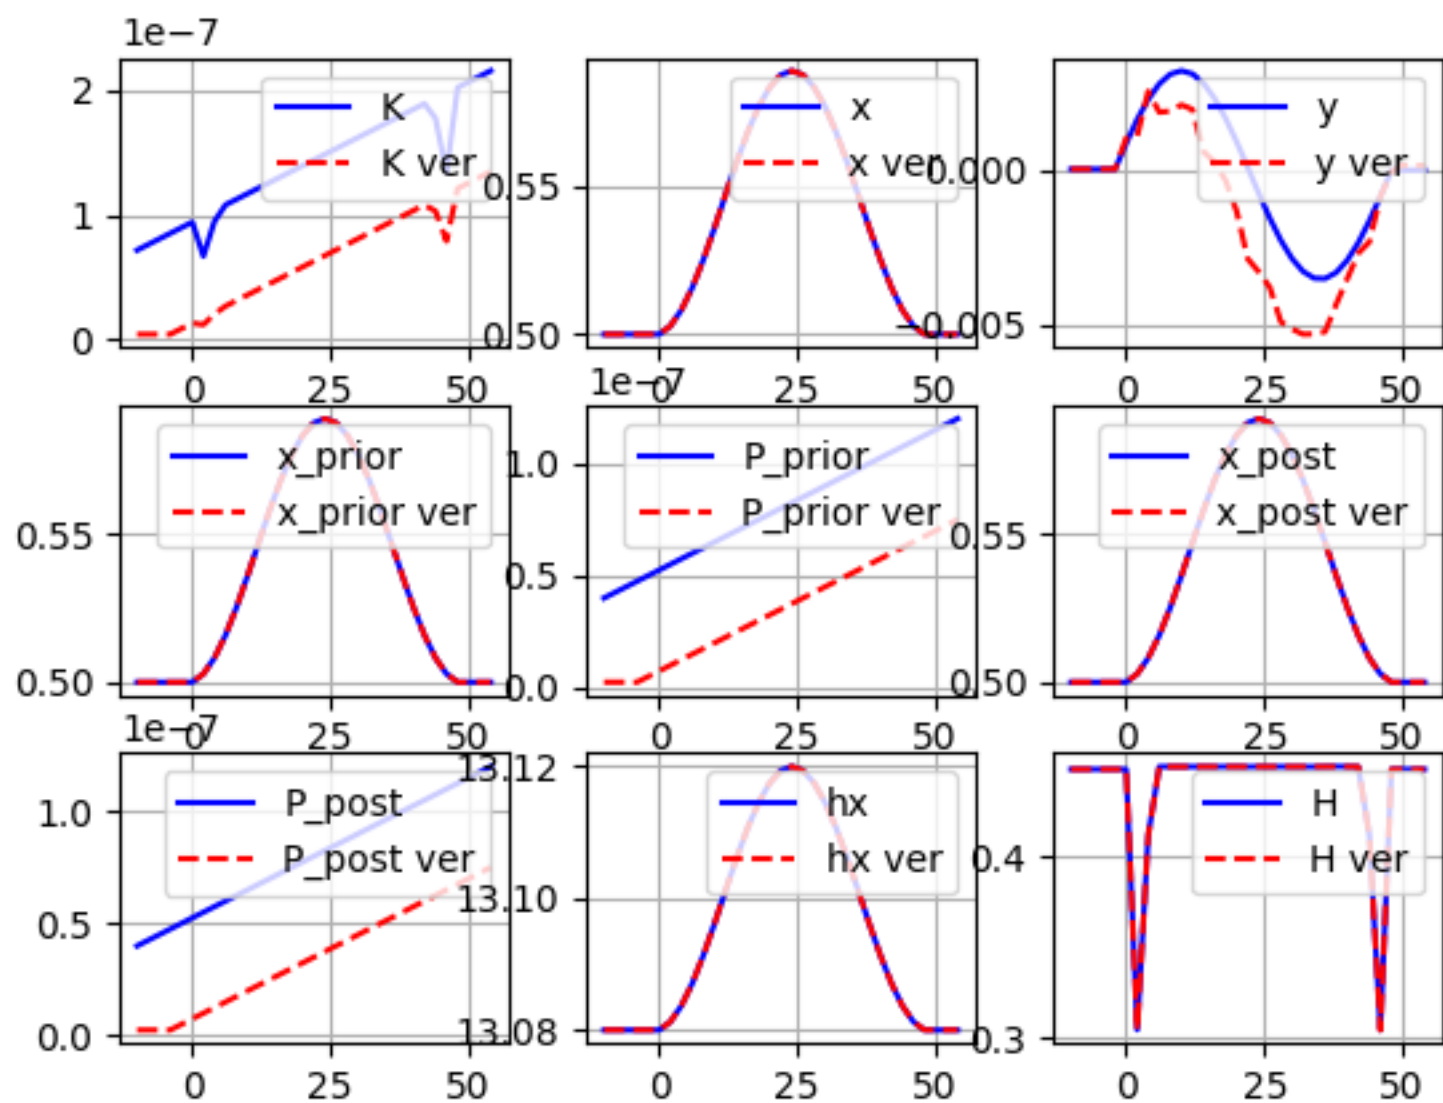 1e−7
2
1
0
K
K ver
0 25 50
0.55
0.50
x
x ver
0 25 50
0.000
−0.005
y
y ver
0 25 50
0.55
0.50
x_prior
x_prior ver
0 25 50
1e−7
1.0
0.5
0.0
P_prior
P_prior ver
0 25 50
0.55
0.50
x_post
x_post ver
0 25 50
1e−7
1.0
0.5
0.0
P_post
P_post ver
0 25 50
13.12
13.10
13.08
hx
hx ver
0 25 50
0.4
0.3
H
H ver
0 25 50